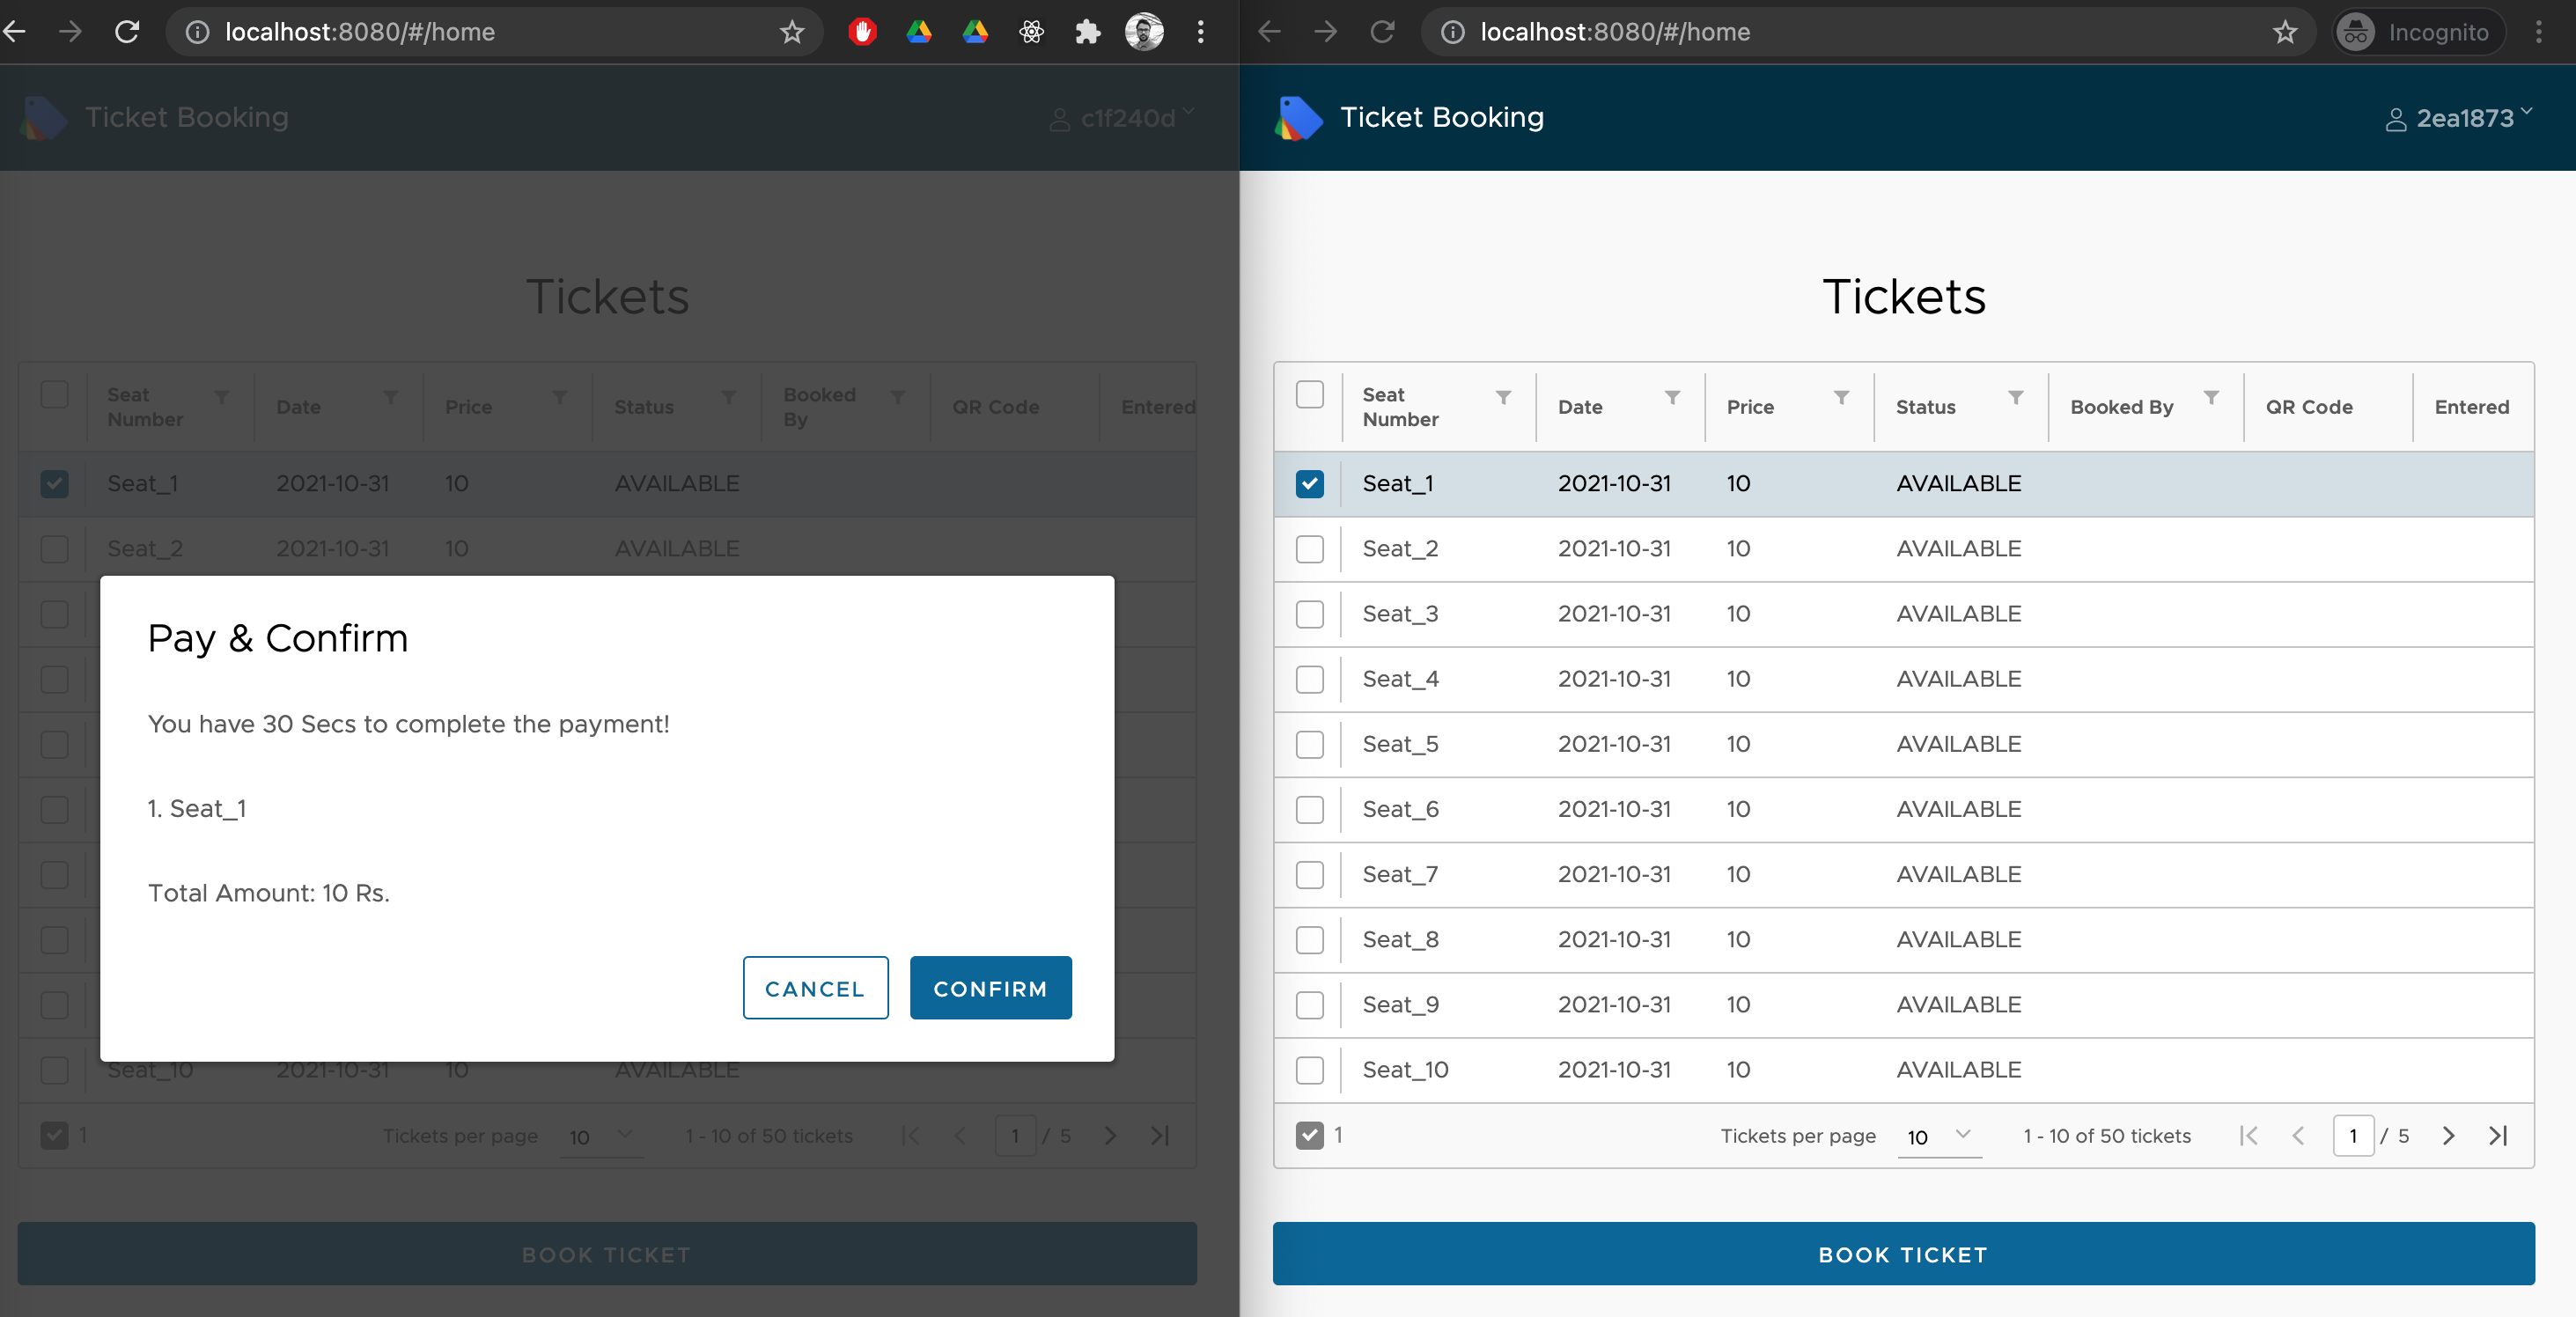 localhost:8080/#/home
Ticket Booking
c1f240d
Tickets
Seat Number Date Price Status Booked By QR Code Entered
Seat_1 2021-10-31 10 AVAILABLE
Seat_2 2021-10-31 10 AVAILABLE
Pay & Confirm
You have 30 Secs to complete the payment!
1. Seat_1
Total Amount: 10 Rs.
CANCEL CONFIRM
Seat_10 2021-10-31 10 AVAILABLE
1 Tickets per page 10 1 - 10 of 50 tickets 1 / 5
BOOK TICKET
localhost:8080/#/home Incognito
Ticket Booking
2ea1873
Tickets
Seat Number Date Price Status Booked By QR Code Entered
Seat_1 2021-10-31 10 AVAILABLE
Seat_2 2021-10-31 10 AVAILABLE
Seat_3 2021-10-31 10 AVAILABLE
Seat_4 2021-10-31 10 AVAILABLE
Seat_5 2021-10-31 10 AVAILABLE
Seat_6 2021-10-31 10 AVAILABLE
Seat_7 2021-10-31 10 AVAILABLE
Seat_8 2021-10-31 10 AVAILABLE
Seat_9 2021-10-31 10 AVAILABLE
Seat_10 2021-10-31 10 AVAILABLE
1 Tickets per page 10 1 - 10 of 50 tickets 1 / 5
BOOK TICKET